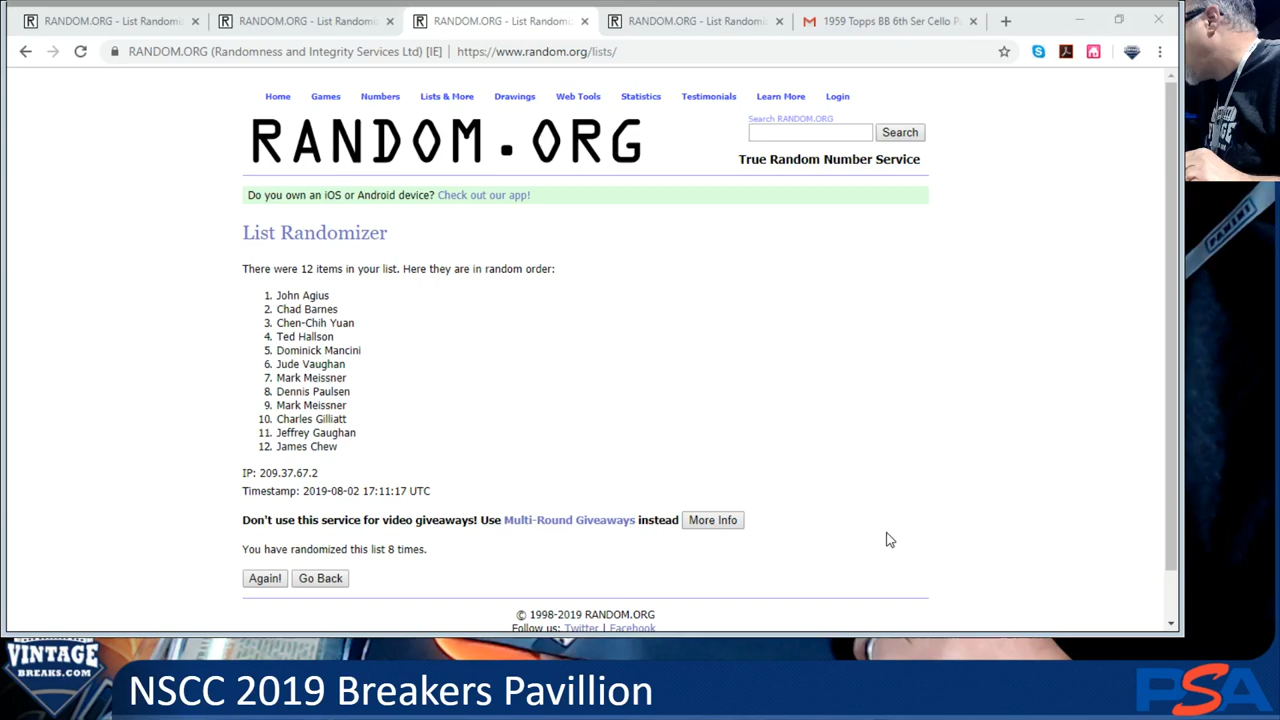 RANDOM.ORG - List Randomi
RANDOM.ORG - List Randomize
RANDOM.ORG - List Randomi
RANDOM.ORG - List Randomi
1959 Topps BB 6th Ser Cello P
RANDOM.ORG (Randomness and Integrity Services Ltd) [IE] | https://www.random.org/lists/
Home Games Numbers Lists & More Drawings Web Tools Statistics Testimonials Learn More Login
RANDOM.ORG
Search RANDOM.ORG
Search
True Random Number Service
Do you own an iOS or Android device? Check out our app!
List Randomizer
There were 12 items in your list. Here they are in random order:
1. John Agius
2. Chad Barnes
3. Chen-Chih Yuan
4. Ted Hallson
5. Dominick Mancini
6. Jude Vaughan
7. Mark Meissner
8. Dennis Paulsen
9. Mark Meissner
10. Charles Gilliatt
11. Jeffrey Gaughan
12. James Chew
IP: 209.37.67.2
Timestamp: 2019-08-02 17:11:17 UTC
Don't use this service for video giveaways! Use Multi-Round Giveaways instead More Info
You have randomized this list 8 times.
Again! Go Back
© 1998-2019 RANDOM.ORG
Follow us: Twitter | Facebook
PANINI
VINTAGE
BREAKS.COM
NSCC 2019 Breakers Pavillion
PSA